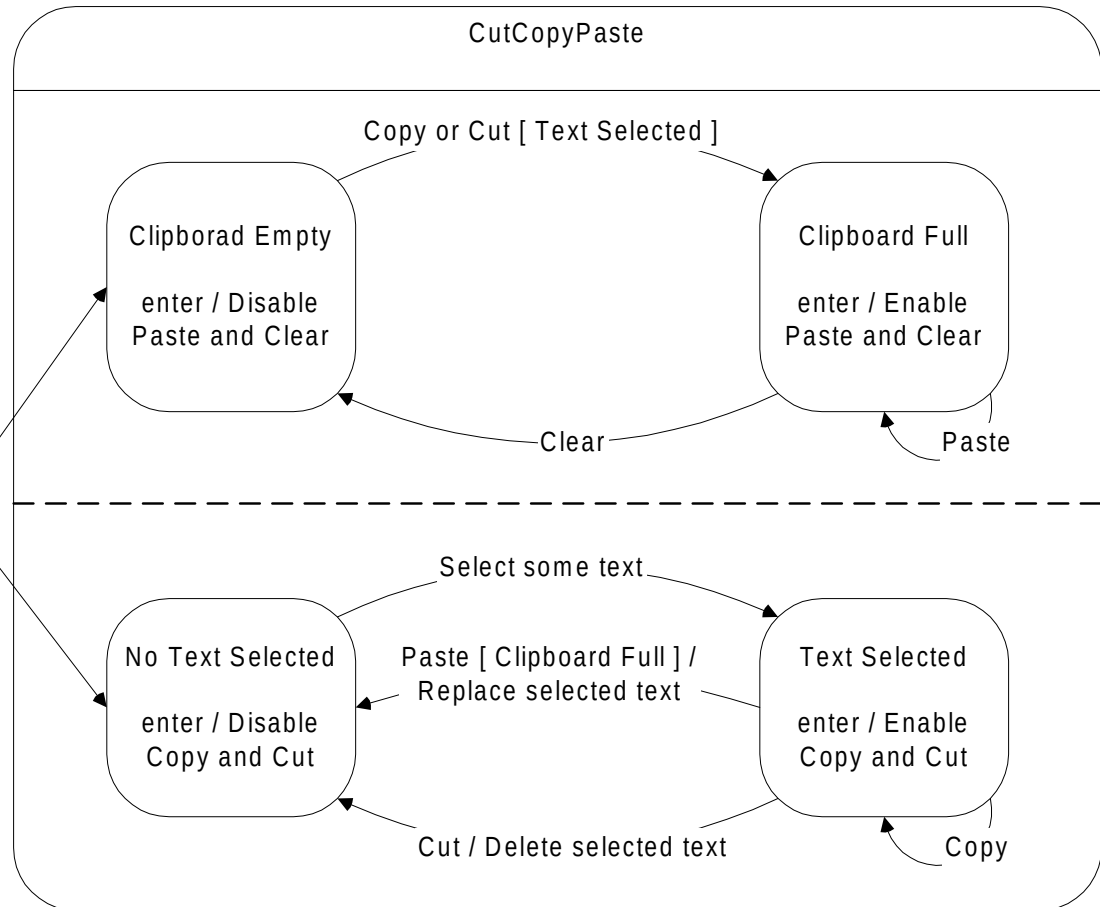 CutCopyPaste
Copy or Cut [ Text Selected ]
Clipborad Empty
enter / Disable
Paste and Clear
Clipboard Full
enter / Enable
Paste and Clear
Clear
Paste
Select some text
No Text Selected
enter / Disable
Copy and Cut
Paste [ Clipboard Full ] /
Replace selected text
Text Selected
enter / Enable
Copy and Cut
Cut / Delete selected text
Copy